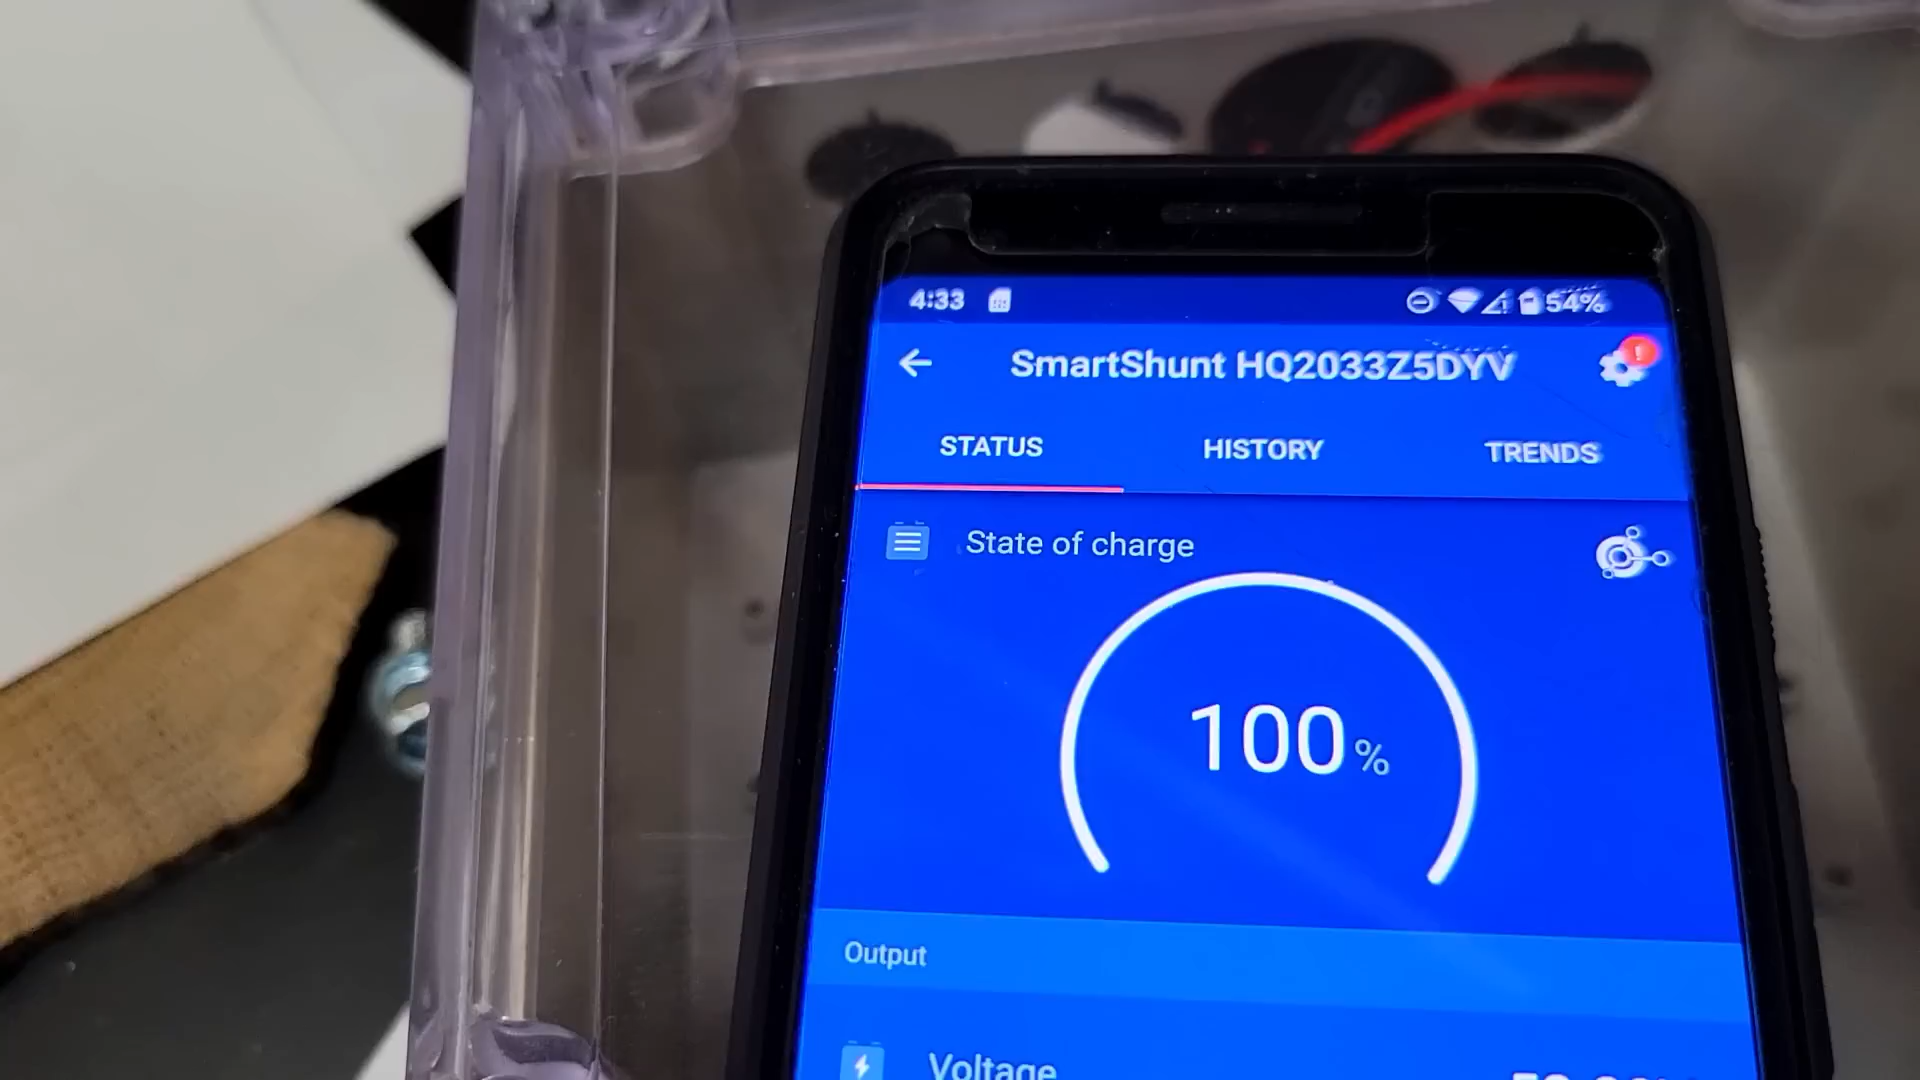 4:33 54%
SmartShunt HQ2033Z5DYV
STATUS HISTORY TRENDS
State of charge
100%
Output
Voltage